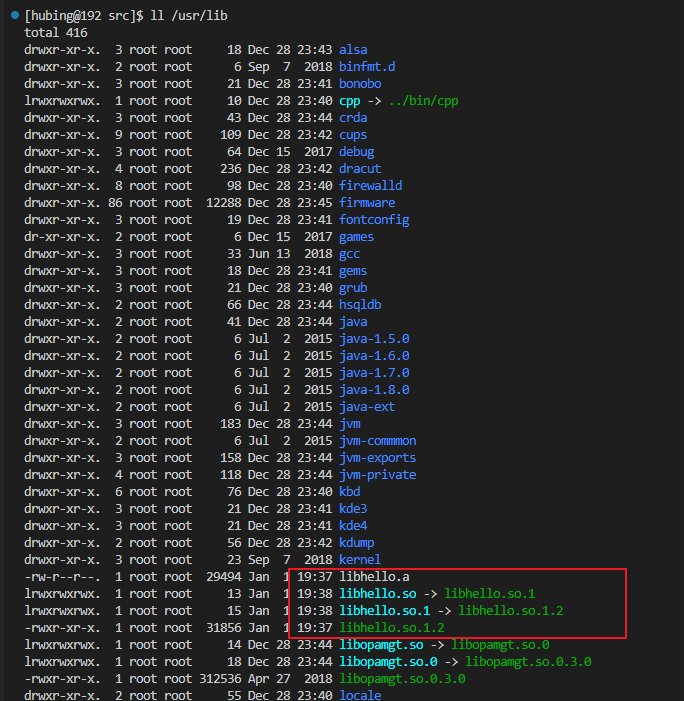 [hubing@192 src]$ ll /usr/lib
total 416
drwxr-xr-x.  3 root root     18 Dec 28 23:43 alsa
drwxr-xr-x.  2 root root      6 Sep  7  2018 binfmt.d
drwxr-xr-x.  3 root root     21 Dec 28 23:41 bonobo
lrwxrwxrwx.  1 root root     10 Dec 28 23:40 cpp -> ../bin/cpp
drwxr-xr-x.  3 root root     43 Dec 28 23:44 crda
drwxr-xr-x.  9 root root    109 Dec 28 23:42 cups
drwxr-xr-x.  3 root root     64 Dec 15  2017 debug
drwxr-xr-x.  4 root root    236 Dec 28 23:42 dracut
drwxr-xr-x.  8 root root     98 Dec 28 23:40 firewalld
drwxr-xr-x. 86 root root  12288 Dec 28 23:45 firmware
drwxr-xr-x.  3 root root     19 Dec 28 23:41 fontconfig
dr-xr-xr-x.  2 root root      6 Dec 15  2017 games
drwxr-xr-x.  3 root root     33 Jun 13  2018 gcc
drwxr-xr-x.  3 root root     18 Dec 28 23:41 gems
drwxr-xr-x.  3 root root     21 Dec 28 23:40 grub
drwxr-xr-x.  2 root root     66 Dec 28 23:44 hsqldb
drwxr-xr-x.  2 root root     41 Dec 28 23:44 java
drwxr-xr-x.  2 root root      6 Jul  2  2015 java-1.5.0
drwxr-xr-x.  2 root root      6 Jul  2  2015 java-1.6.0
drwxr-xr-x.  2 root root      6 Jul  2  2015 java-1.7.0
drwxr-xr-x.  2 root root      6 Jul  2  2015 java-1.8.0
drwxr-xr-x.  2 root root      6 Jul  2  2015 java-ext
drwxr-xr-x.  3 root root    183 Dec 28 23:44 jvm
drwxr-xr-x.  2 root root      6 Jul  2  2015 jvm-commmon
drwxr-xr-x.  3 root root    158 Dec 28 23:44 jvm-exports
drwxr-xr-x.  4 root root    118 Dec 28 23:44 jvm-private
drwxr-xr-x.  6 root root     76 Dec 28 23:40 kbd
drwxr-xr-x.  3 root root     21 Dec 28 23:41 kde3
drwxr-xr-x.  3 root root     21 Dec 28 23:41 kde4
drwxr-xr-x.  2 root root     56 Dec 28 23:42 kdump
drwxr-xr-x.  3 root root     23 Sep  7  2018 kernel
-rw-r--r--.  1 root root  29494 Jan  1 19:37 libhello.a
lrwxrwxrwx.  1 root root     13 Jan  1 19:38 libhello.so -> libhello.so.1
lrwxrwxrwx.  1 root root     15 Jan  1 19:38 libhello.so.1 -> libhello.so.1.2
-rwxr-xr-x.  1 root root  31856 Jan  1 19:37 libhello.so.1.2
lrwxrwxrwx.  1 root root     14 Dec 28 23:44 libopamgt.so -> libopamgt.so.0
lrwxrwxrwx.  1 root root     18 Dec 28 23:44 libopamgt.so.0 -> libopamgt.so.0.3.0
-rwxr-xr-x.  1 root root 312536 Apr 27  2018 libopamgt.so.0.3.0
drwxr-xr-x.  2 root root     55 Dec 28 23:40 locale